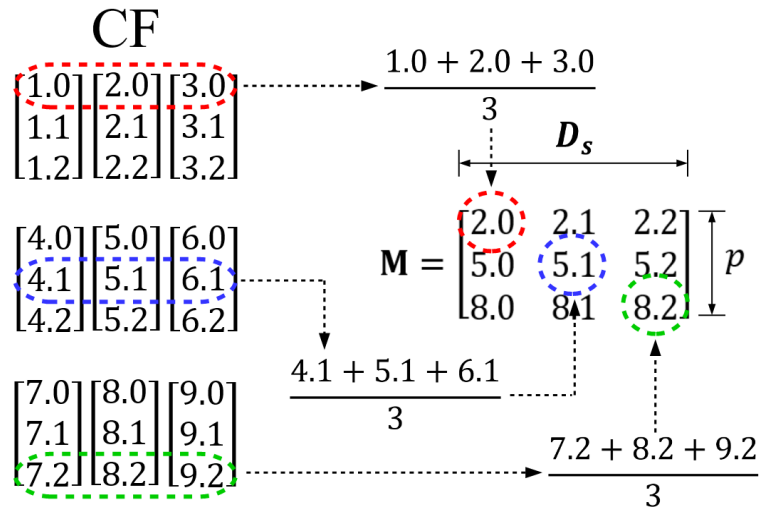 CF
[1.0] [2.0] [3.0]
[1.1] [2.1] [3.1]
[1.2] [2.2] [3.2]
1.0 + 2.0 + 3.0
3
D_s
[4.0] [5.0] [6.0]
[4.1] [5.1] [6.1]
[4.2] [5.2] [6.2]
M = [2.0 2.1 2.2]
[5.0 5.1 5.2]
[8.0 8.1 8.2]
p
4.1 + 5.1 + 6.1
3
[7.0] [8.0] [9.0]
[7.1] [8.1] [9.1]
[7.2] [8.2] [9.2]
7.2 + 8.2 + 9.2
3